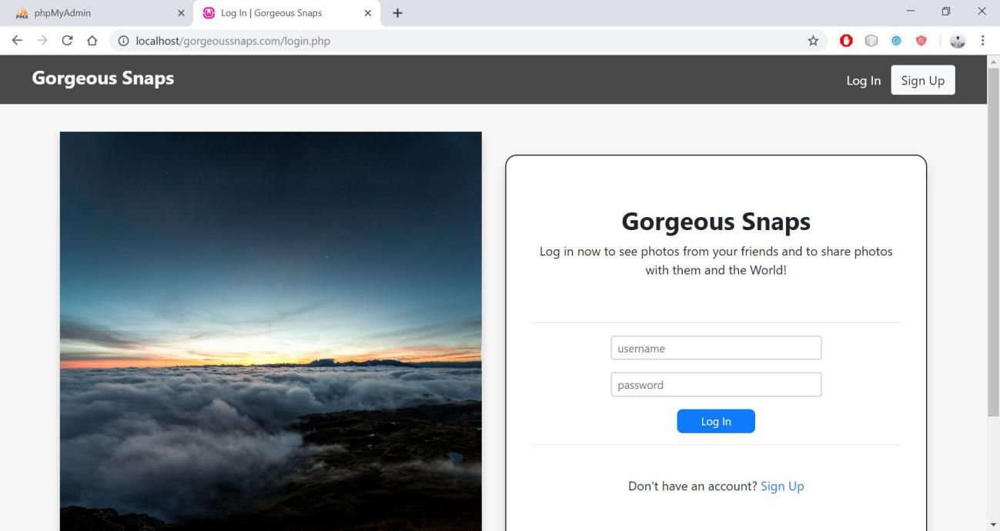 phpMyAdmin
Log In | Gorgeous Snaps
localhost/gorgeoussnaps.com/login.php
Gorgeous Snaps
Log In
Sign Up
Gorgeous Snaps
Log in now to see photos from your friends and to share photos
with them and the World!
username
password
Log In
Don't have an account? Sign Up